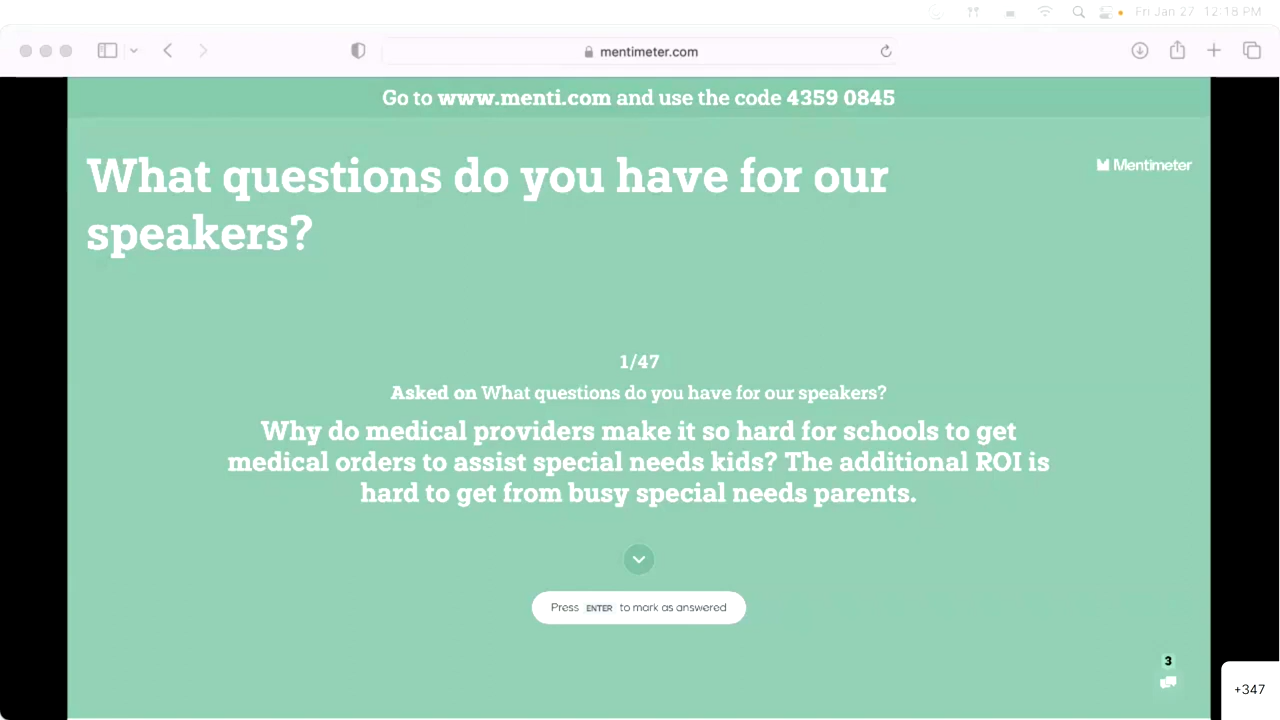 Fri Jan 27 12:18 PM
mentimeter.com
Go to www.menti.com and use the code 4359 0845
What questions do you have for our
speakers?
Mentimeter
1/47
Asked on What questions do you have for our speakers?
Why do medical providers make it so hard for schools to get
medical orders to assist special needs kids? The additional ROI is
hard to get from busy special needs parents.
Press ENTER to mark as answered
3
+347